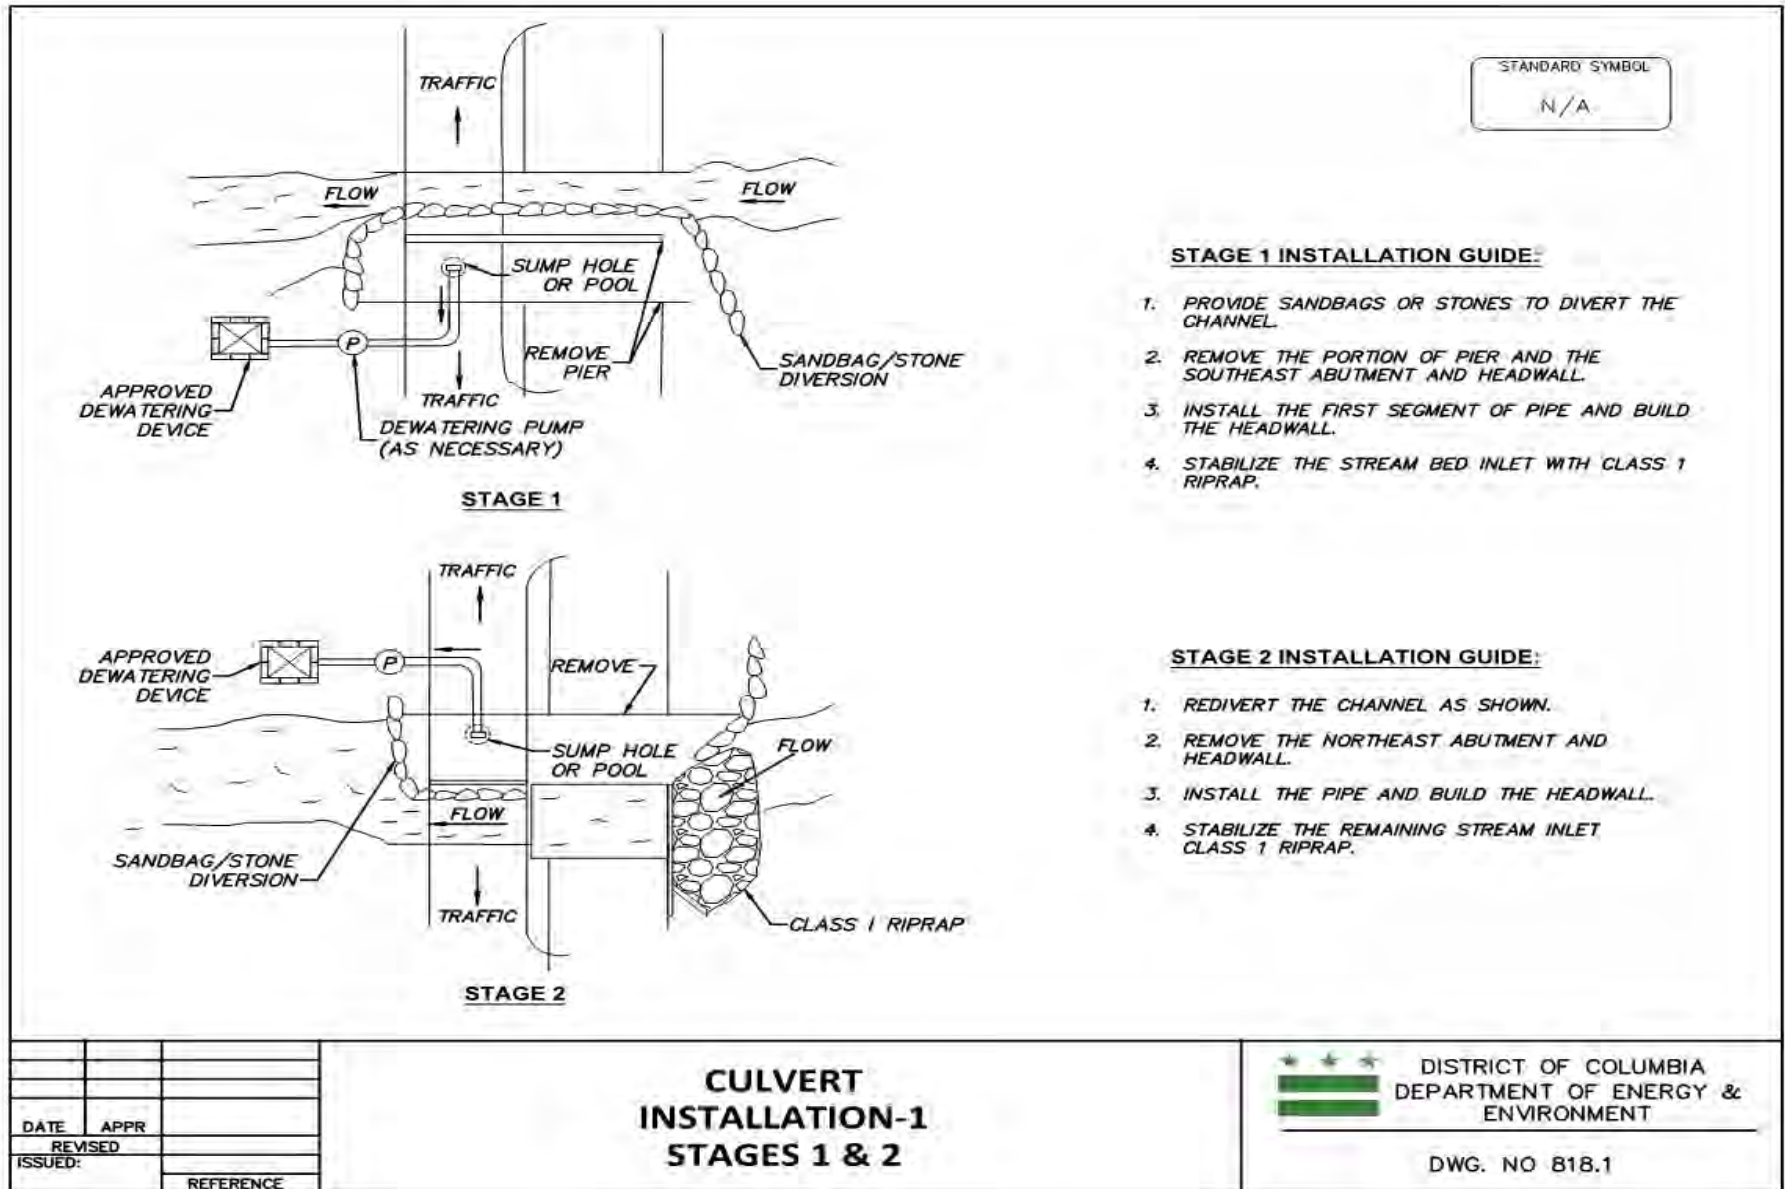 STANDARD SYMBOL
N/A
TRAFFIC
FLOW
FLOW
SUMP HOLE
OR POOL
REMOVE
PIER
SANDBAG/STONE
DIVERSION
P
APPROVED
DEWATERING
DEVICE
TRAFFIC
DEWATERING PUMP
(AS NECESSARY)
STAGE 1
STAGE 1 INSTALLATION GUIDE:
1. PROVIDE SANDBAGS OR STONES TO DIVERT THE
CHANNEL.
2. REMOVE THE PORTION OF PIER AND THE
SOUTHEAST ABUTMENT AND HEADWALL.
3. INSTALL THE FIRST SEGMENT OF PIPE AND BUILD
THE HEADWALL.
4. STABILIZE THE STREAM BED INLET WITH CLASS 1
RIPRAP.
TRAFFIC
APPROVED
DEWATERING
DEVICE
P
REMOVE
SUMP HOLE
OR POOL
FLOW
FLOW
SANDBAG/STONE
DIVERSION
TRAFFIC
CLASS I RIPRAP
STAGE 2
STAGE 2 INSTALLATION GUIDE:
1. REDIVERT THE CHANNEL AS SHOWN.
2. REMOVE THE NORTHEAST ABUTMENT AND
HEADWALL.
3. INSTALL THE PIPE AND BUILD THE HEADWALL.
4. STABILIZE THE REMAINING STREAM INLET
CLASS 1 RIPRAP.
DATE APPR
REVISED
ISSUED:
REFERENCE
CULVERT
INSTALLATION-1
STAGES 1 & 2
DISTRICT OF COLUMBIA
DEPARTMENT OF ENERGY &
ENVIRONMENT
DWG. NO 818.1